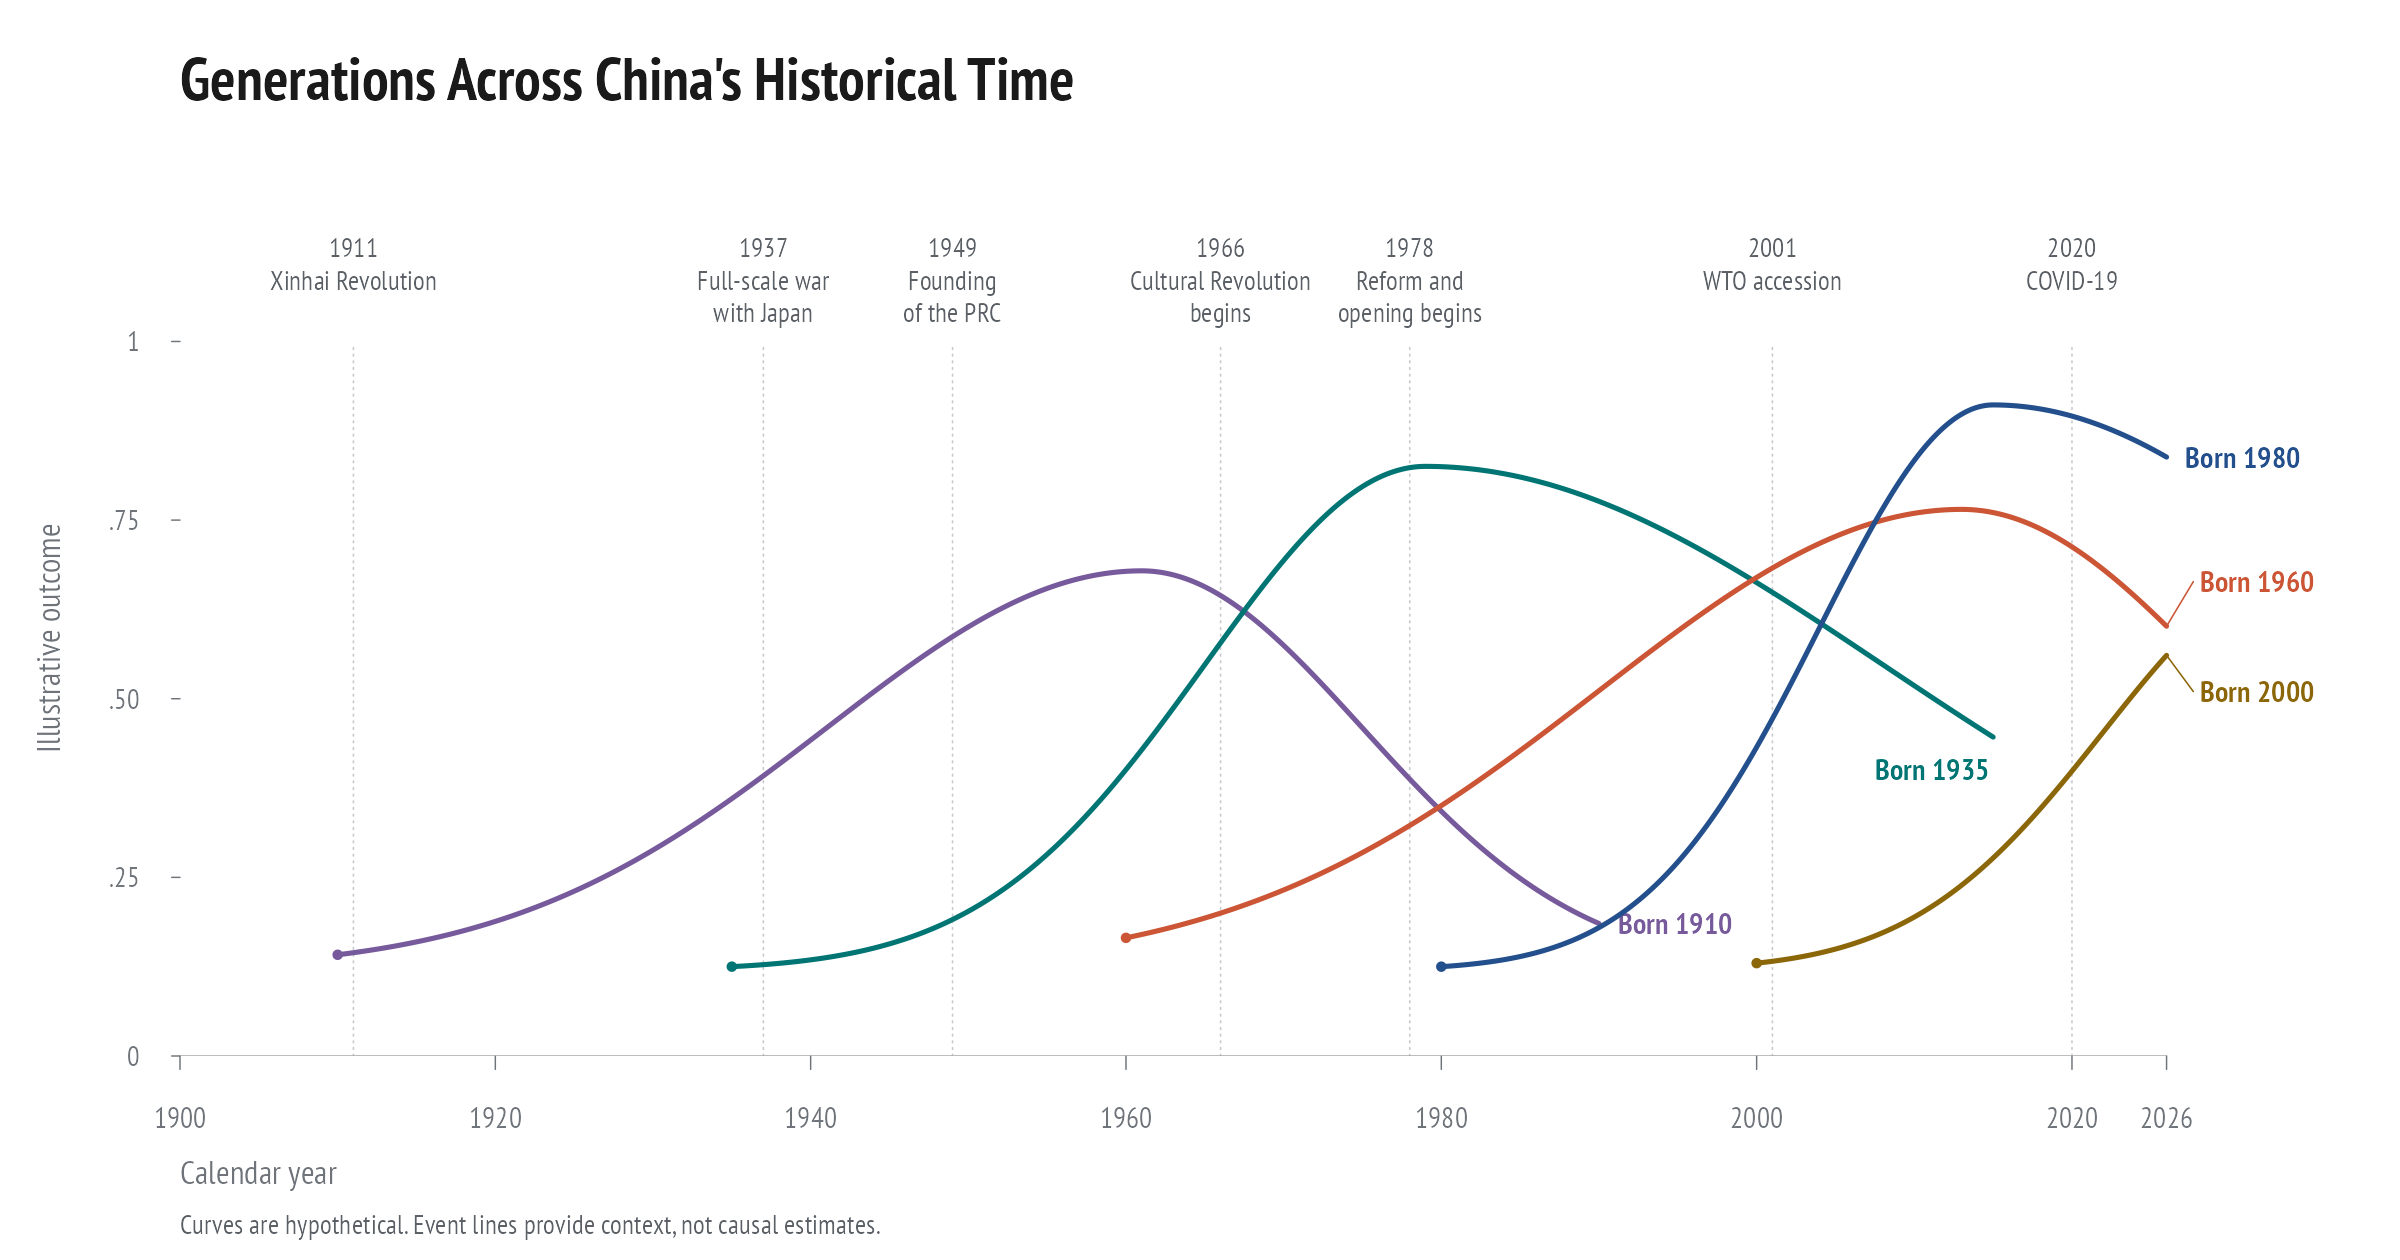 Generations Across China's Historical Time
1911
Xinhai Revolution
1937
Full-scale war
with Japan
1949
Founding
of the PRC
1966
Cultural Revolution
begins
1978
Reform and
opening begins
2001
WTO accession
2020
COVID-19
1
.75
.50
.25
0
Illustrative outcome
Born 1980
Born 1960
Born 2000
Born 1935
Born 1910
1900
1920
1940
1960
1980
2000
2020
2026
Calendar year
Curves are hypothetical. Event lines provide context, not causal estimates.